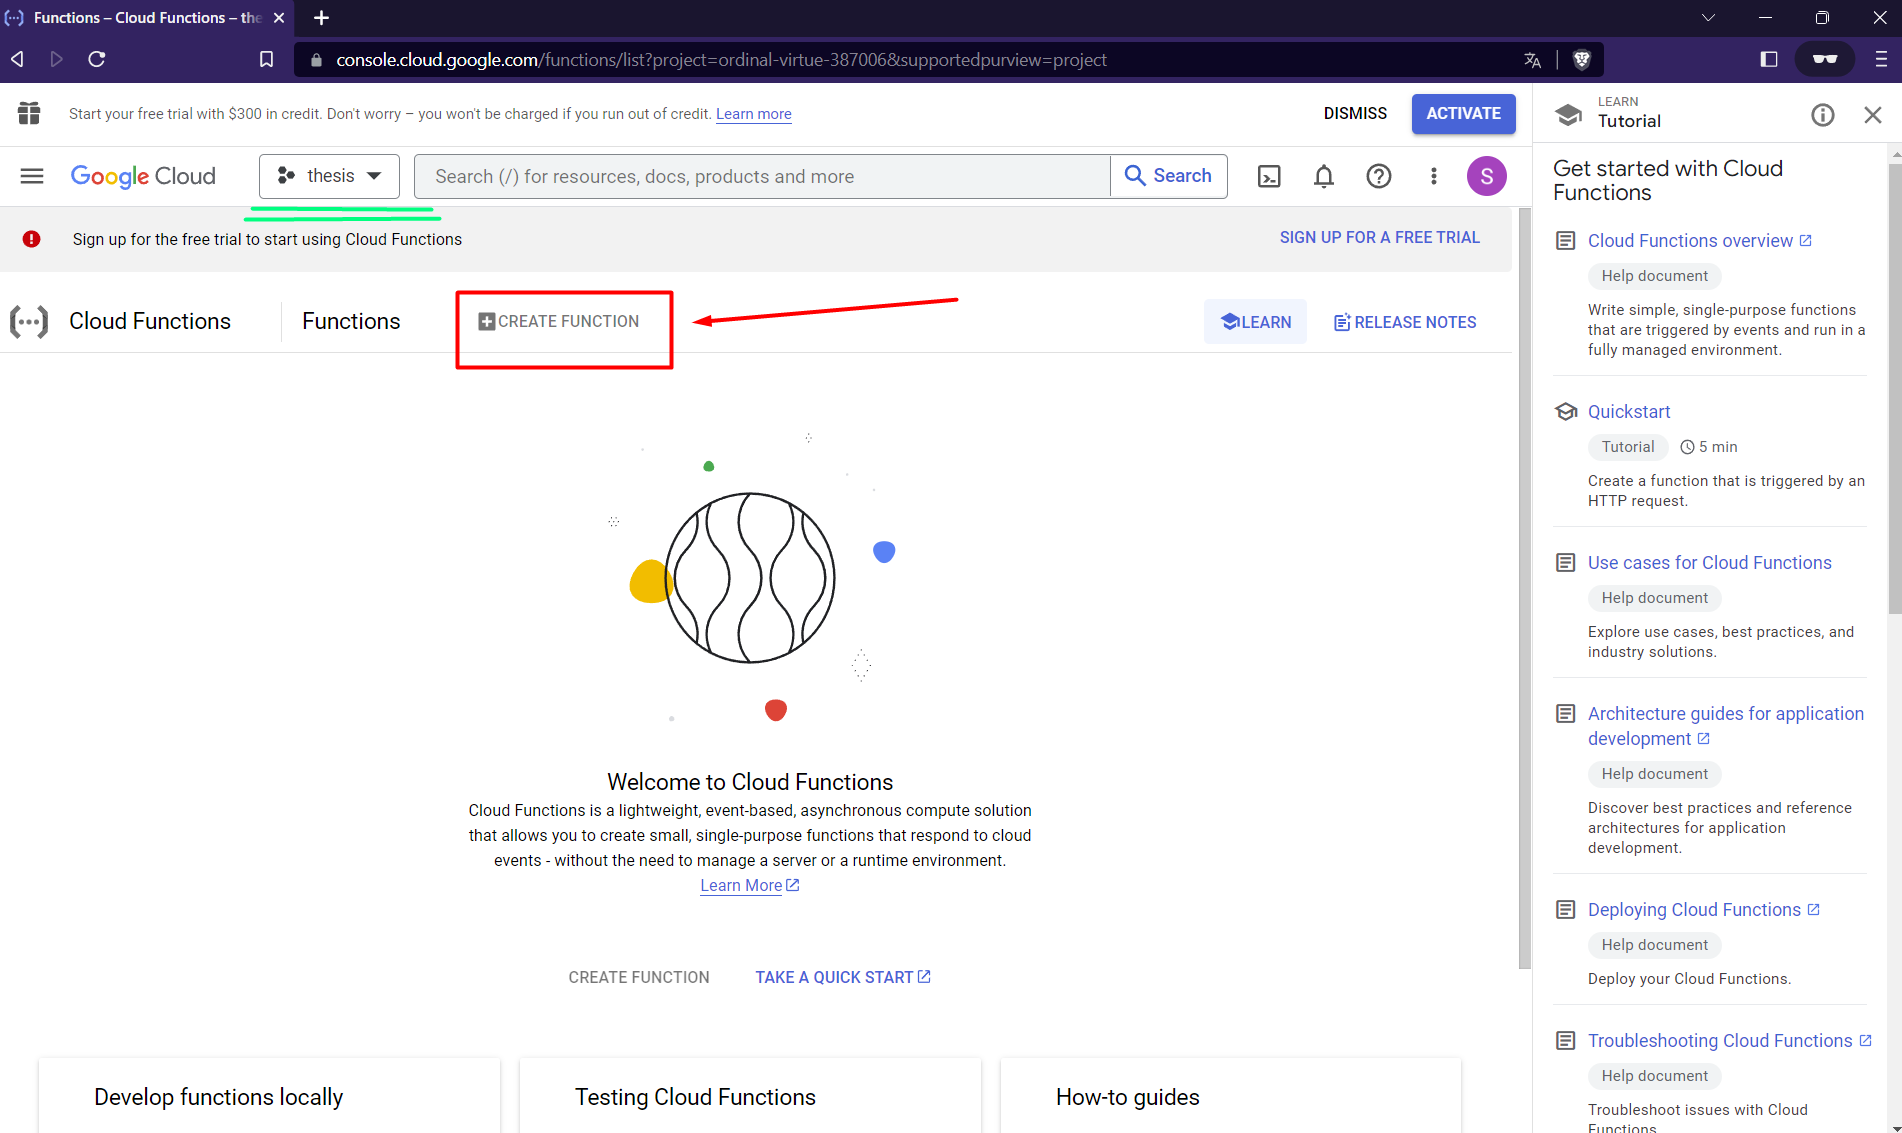 Functions – Cloud Functions – the
console.cloud.google.com/functions/list?project=ordinal-virtue-387006&supportedpurview=project
Start your free trial with $300 in credit. Don't worry – you won't be charged if you run out of credit. Learn more
DISMISS
ACTIVATE
Google Cloud
thesis
Search (/) for resources, docs, products and more
Search
S
Sign up for the free trial to start using Cloud Functions
SIGN UP FOR A FREE TRIAL
Cloud Functions
Functions
CREATE FUNCTION
LEARN
RELEASE NOTES
Welcome to Cloud Functions
Cloud Functions is a lightweight, event-based, asynchronous compute solution
that allows you to create small, single-purpose functions that respond to cloud
events - without the need to manage a server or a runtime environment.
Learn More
CREATE FUNCTION
TAKE A QUICK START
Develop functions locally
Testing Cloud Functions
How-to guides
LEARN
Tutorial
Get started with Cloud
Functions
Cloud Functions overview
Help document
Write simple, single-purpose functions
that are triggered by events and run in a
fully managed environment.
Quickstart
Tutorial
5 min
Create a function that is triggered by an
HTTP request.
Use cases for Cloud Functions
Help document
Explore use cases, best practices, and
industry solutions.
Architecture guides for application
development
Help document
Discover best practices and reference
architectures for application
development.
Deploying Cloud Functions
Help document
Deploy your Cloud Functions.
Troubleshooting Cloud Functions
Help document
Troubleshoot issues with Cloud
Functions